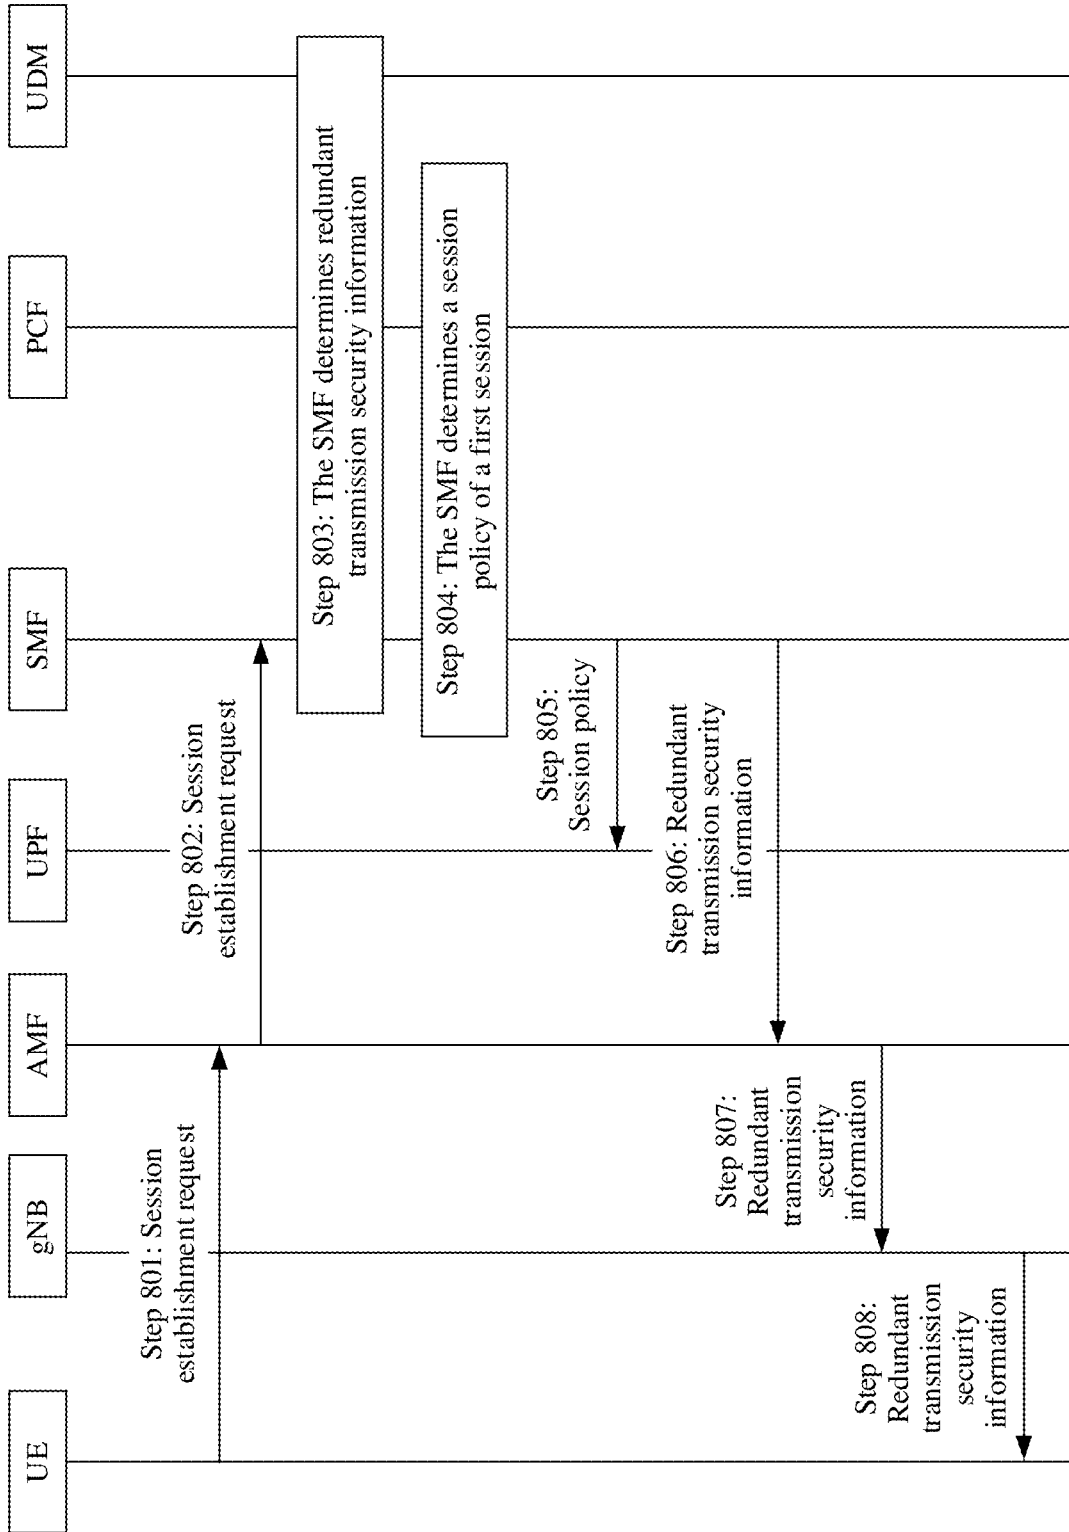 UE
gNB
AMF
UPF
SMF
PCF
UDM
Step 801: Session
establishment request
Step 802: Session
establishment request
Step 803: The SMF determines redundant
transmission security information
Step 804: The SMF determines a session
policy of a first session
Step 805:
Session policy
Step 806: Redundant
transmission security
information
Step 807:
Redundant
transmission
security
information
Step 808:
Redundant
transmission
security
information